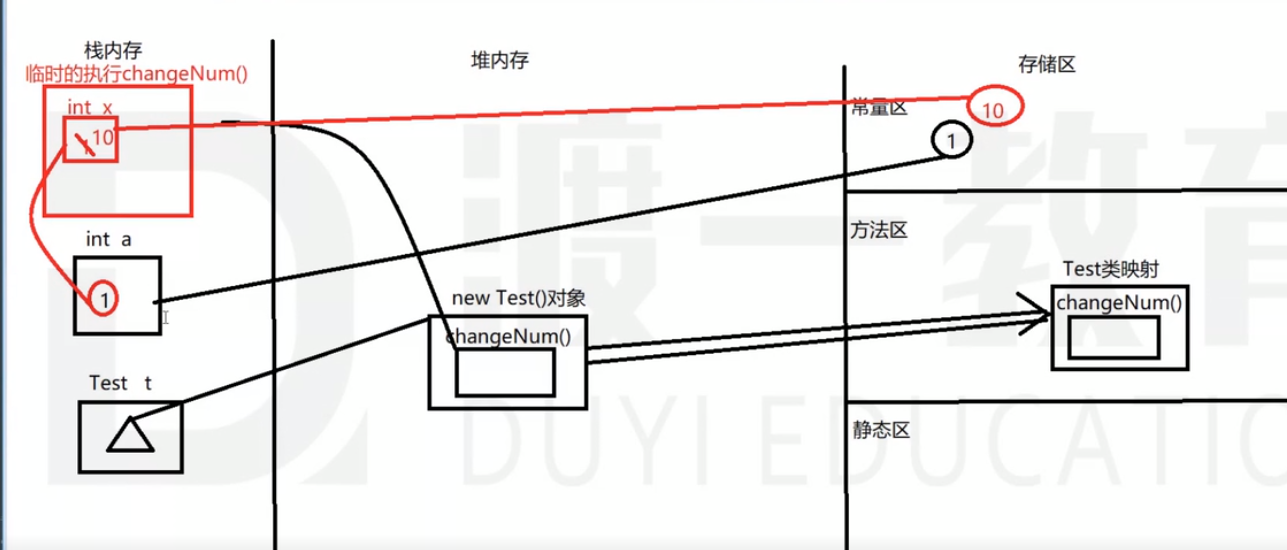 栈内存
临时的执行changeNum()
int x
10
int a
1
Test t
堆内存
new Test()对象
changeNum()
存储区
常量区
10
1
方法区
Test类映射
changeNum()
静态区
渡一教育
DUYI EDUCATIO